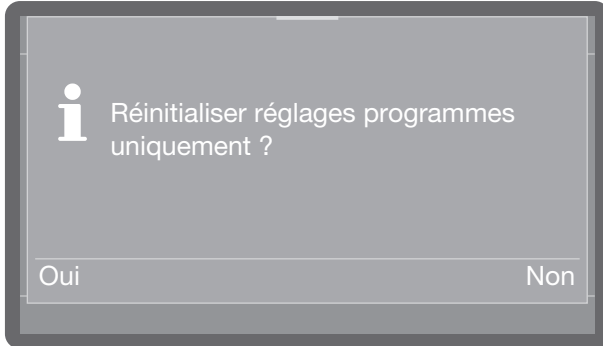 Réinitialiser réglages programmes
uniquement ?
Oui
Non